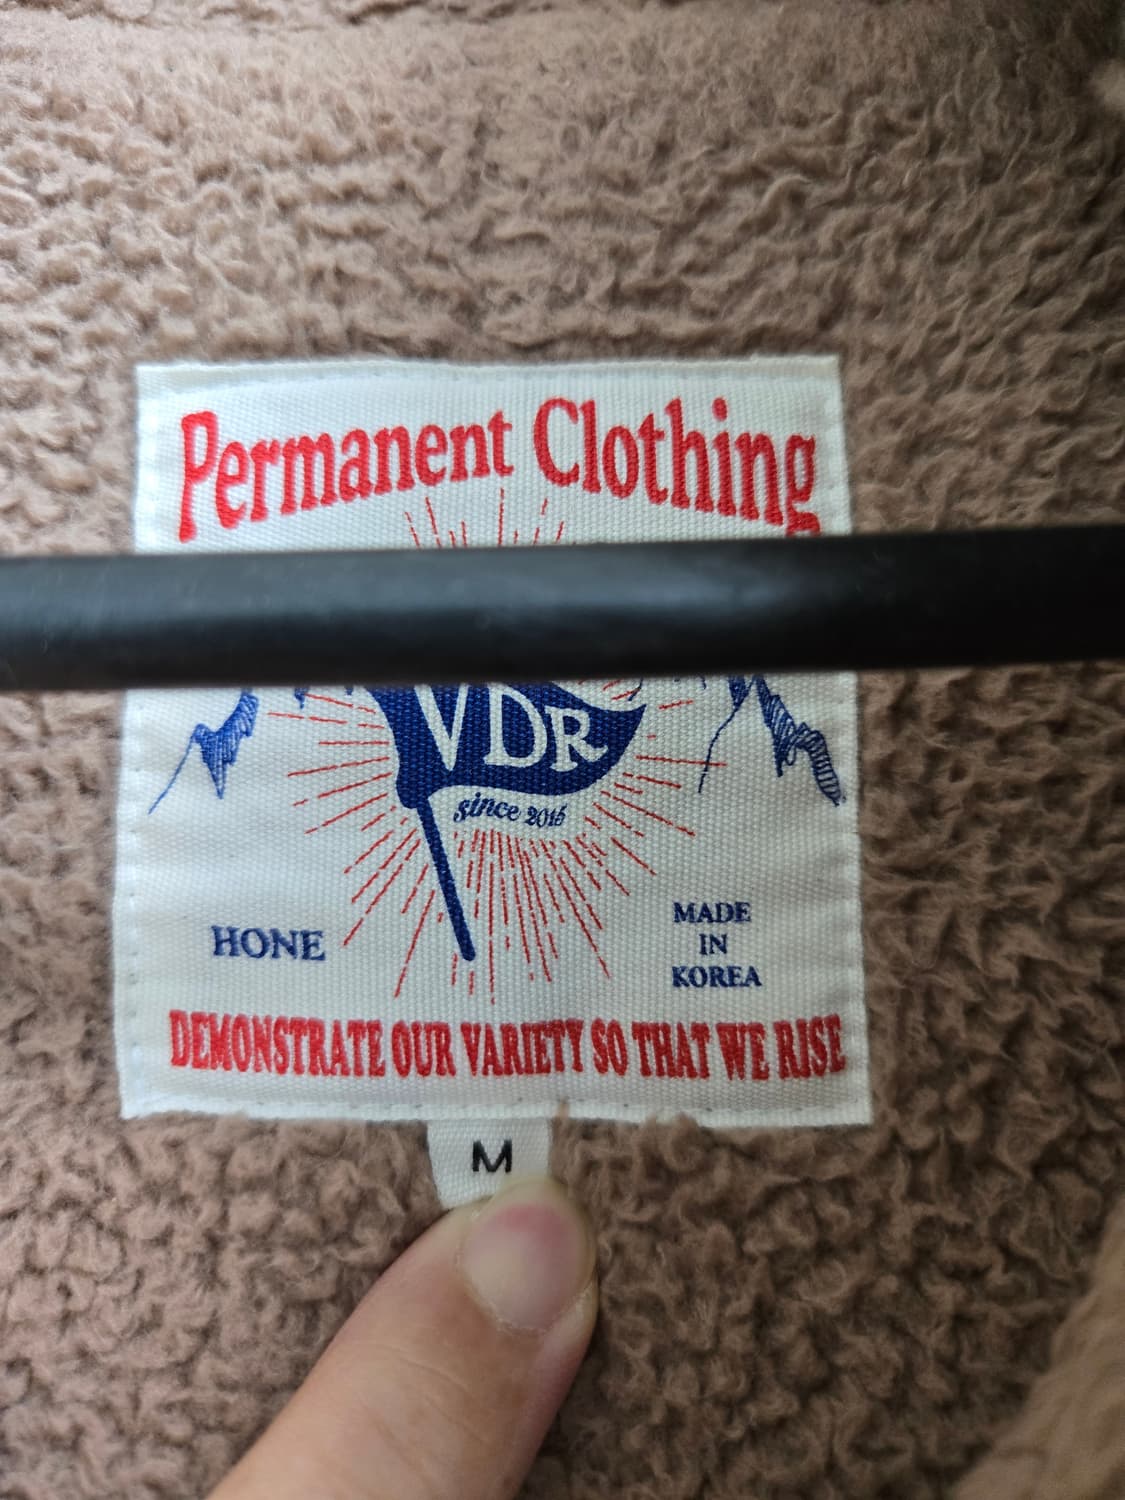 Permanent Clothing
VDR
since 2015
HONE
MADE
IN
KOREA
DEMONSTRATE OUR VARIETY SO THAT WE RISE
M